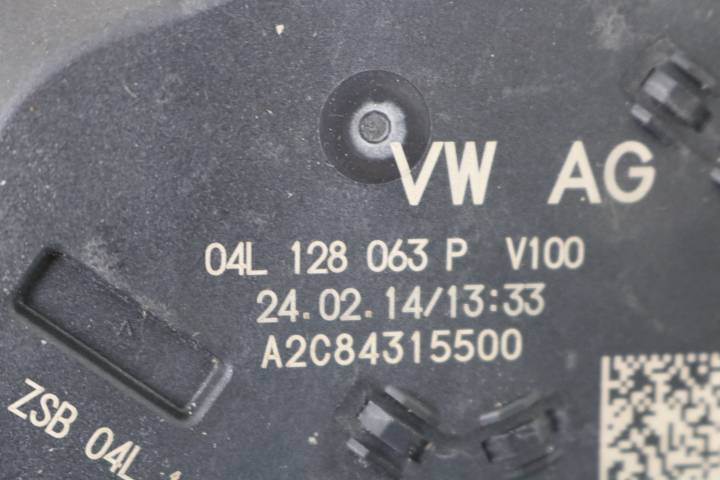 VW AG
04L 128 063 P V100
24.02.14/13:33
A2C84315500
ZSB 04L